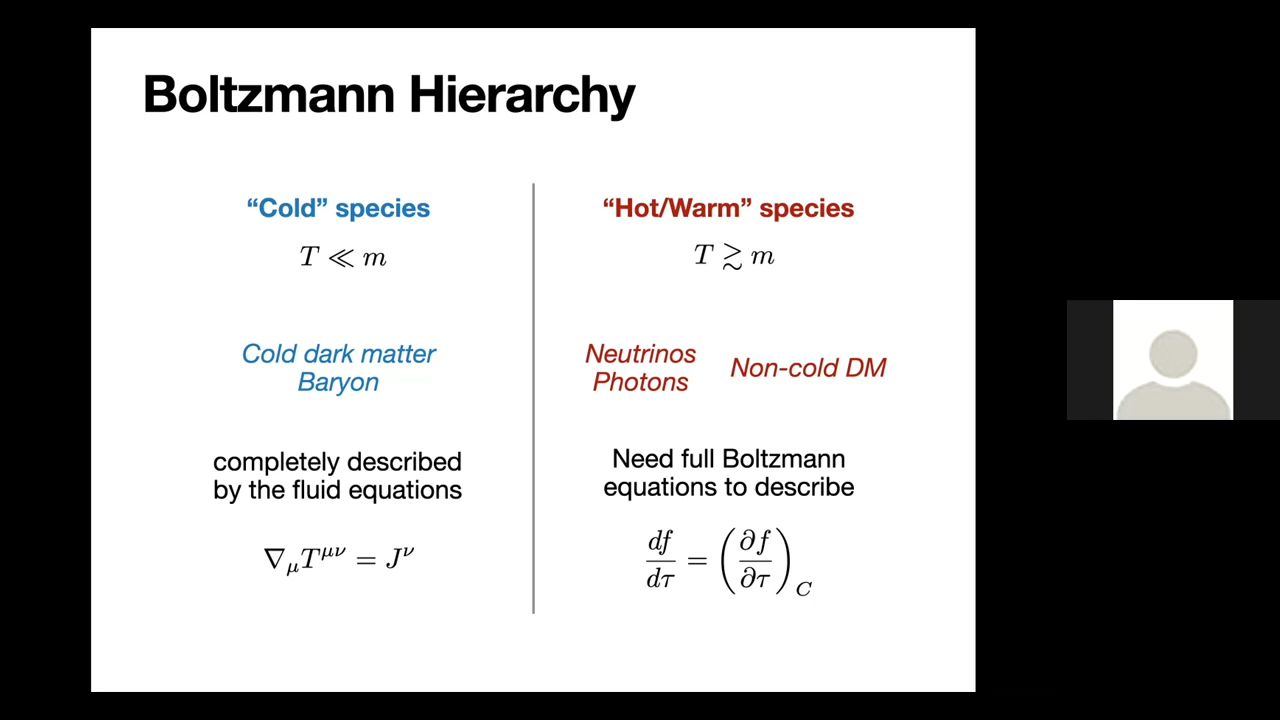 Boltzmann Hierarchy
“Cold” species
T ≪ m
Cold dark matter
Baryon
completely described
by the fluid equations
∇_μ T^{μν} = J^ν
“Hot/Warm” species
T ≳ m
Neutrinos
Photons
Non-cold DM
Need full Boltzmann
equations to describe
df/dτ = (∂f/∂τ)_C